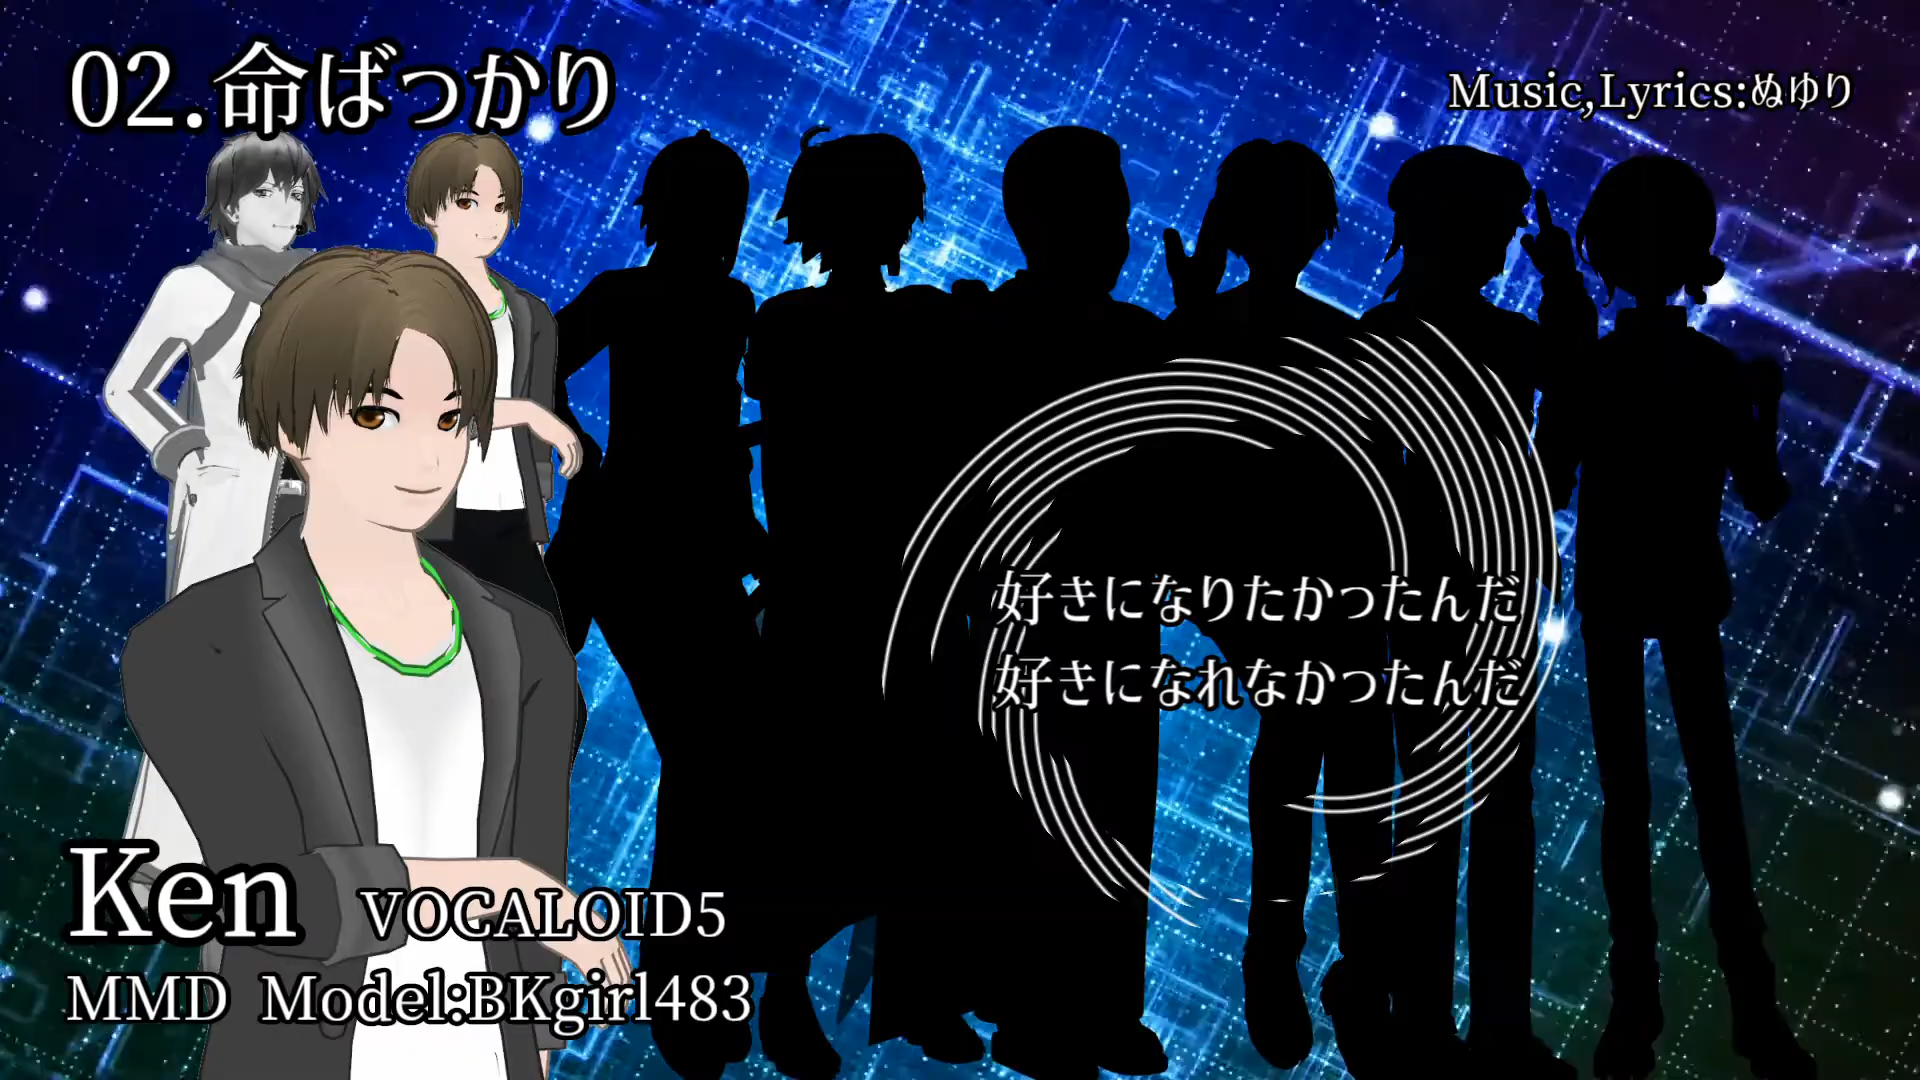 02.命ばっかり
Music,Lyrics:ぬゆり
好きになりたかったんだ
好きになれなかったんだ
Ken VOCALOID5
MMD Model:BKgirl483